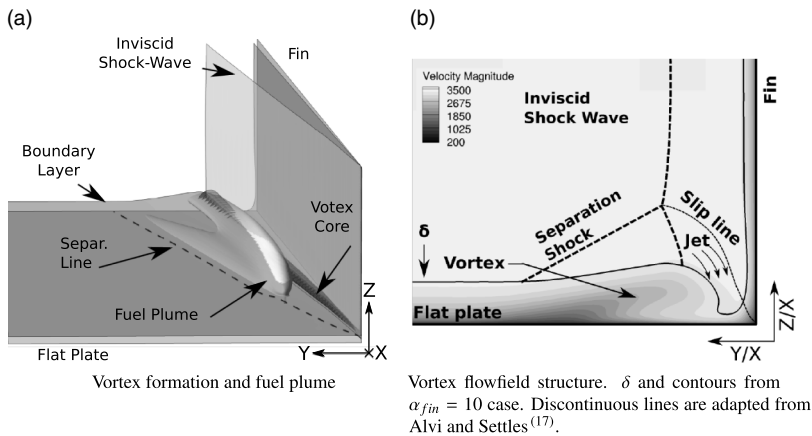 (a)
Inviscid
Shock-Wave
Fin
Boundary
Layer
Votex
Core
Separ.
Line
Fuel Plume
Z
Y
X
Flat Plate
Vortex formation and fuel plume
(b)
Velocity Magnitude
3500
2675
1850
1025
200
Inviscid
Shock Wave
Fin
Separation
Shock
Slip line
Jet
δ
Vortex
Flat plate
Z/X
Y/X
Vortex flowfield structure. δ and contours from
α_fin = 10 case. Discontinuous lines are adapted from
Alvi and Settles(17).